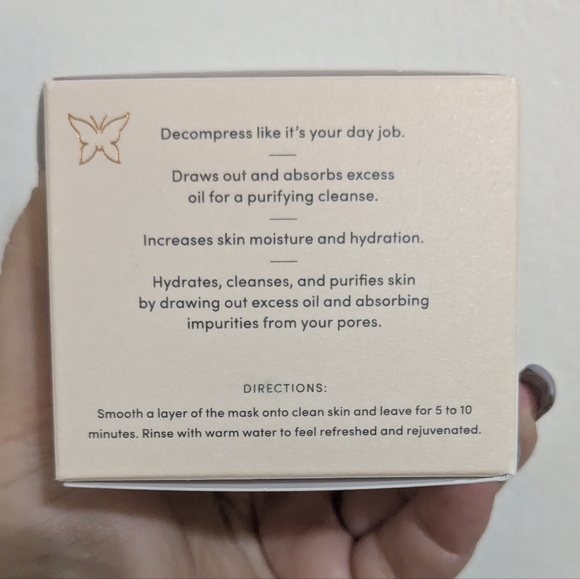 Decompress like it's your day job.
Draws out and absorbs excess
oil for a purifying cleanse.
Increases skin moisture and hydration.
Hydrates, cleanses, and purifies skin
by drawing out excess oil and absorbing
impurities from your pores.
DIRECTIONS:
Smooth a layer of the mask onto clean skin and leave for 5 to 10
minutes. Rinse with warm water to feel refreshed and rejuvenated.